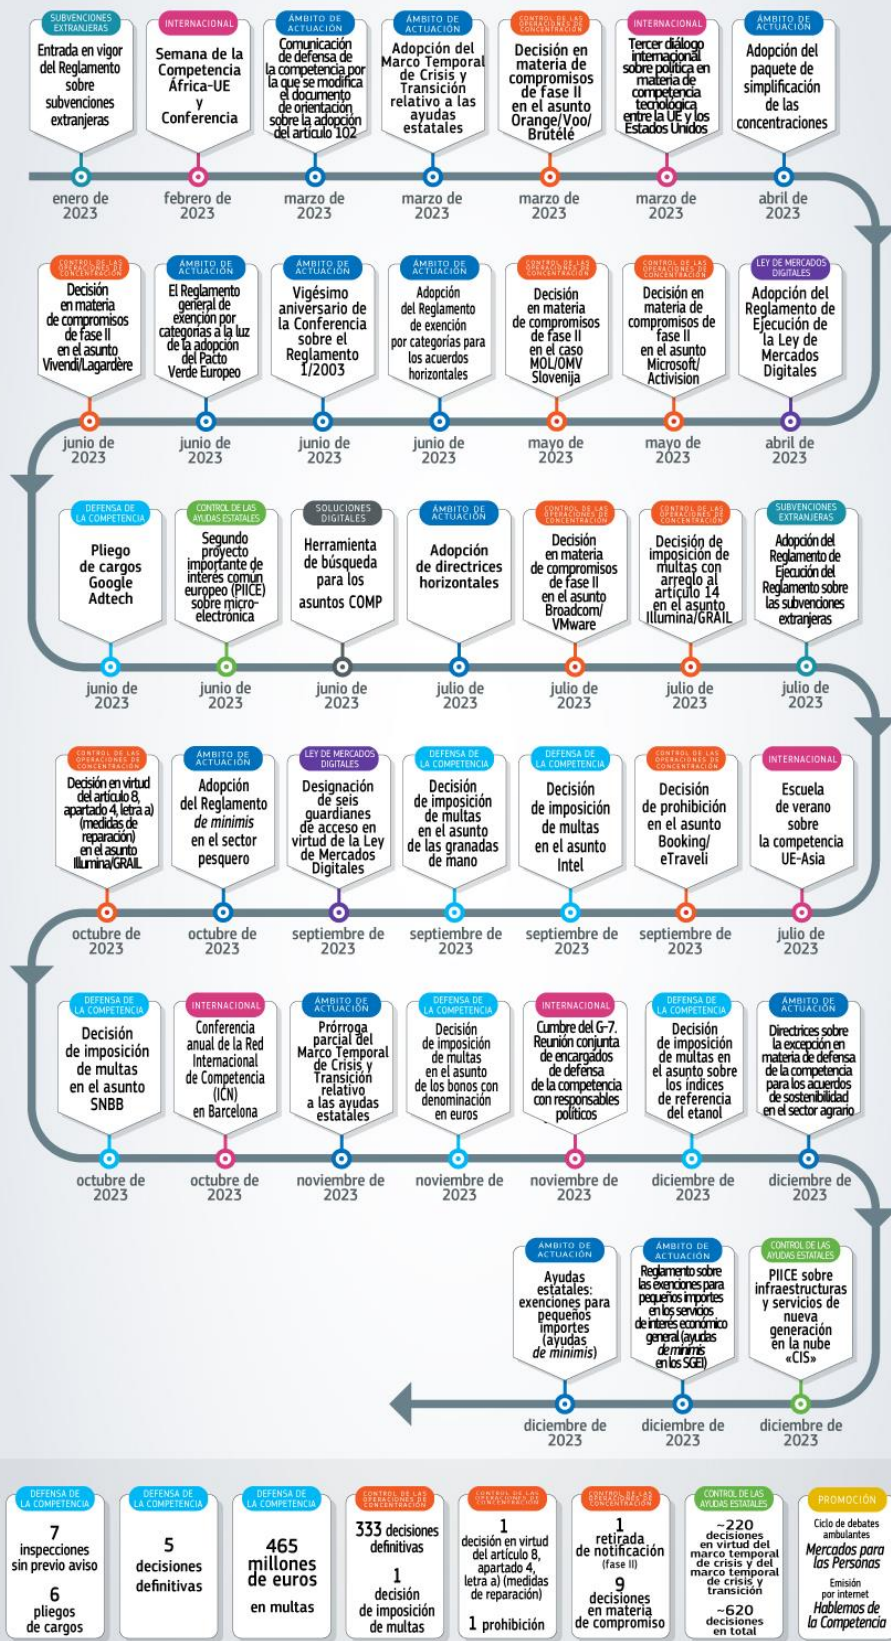 SUBVENCIONES
EXTRANJERAS
Entrada en vigor
del Reglamento
sobre
subvenciones
extranjeras
enero de
2023
INTERNACIONAL
Semana de la
Competencia
África-UE
y
Conferencia
febrero de
2023
ÁMBITO DE
ACTUACIÓN
Comunicación
de defensa de
la competencia por
la que se modifica
el documento
de orientación
sobre la adopción
del artículo 102
marzo de
2023
ÁMBITO DE
ACTUACIÓN
Adopción del
Marco Temporal
de Crisis y
Transición
relativo a las
ayudas
estatales
marzo de
2023
CONTROL DE LAS
OPERACIONES DE
CONCENTRACIÓN
Decisión en
materia de
compromisos
de fase II
en el asunto
Orange/Voo/
Brutélé
marzo de
2023
INTERNACIONAL
Tercer diálogo
internacional
sobre política en
materia de
competencia
tecnológica
entre la UE y los
Estados Unidos
marzo de
2023
ÁMBITO DE
ACTUACIÓN
Adopción del
paquete de
simplificación
de las
concentraciones
abril de
2023
CONTROL DE LAS
OPERACIONES DE
CONCENTRACIÓN
Decisión
en materia
de compromisos
de fase II
en el asunto
Vivendi/Lagardère
junio de
2023
ÁMBITO DE
ACTUACIÓN
El Reglamento
general de
exención por
categorías a la luz
de la adopción
del Pacto
Verde Europeo
junio de
2023
ÁMBITO DE
ACTUACIÓN
Vigésimo
aniversario de
la Conferencia
sobre el
Reglamento
1/2003
junio de
2023
ÁMBITO DE
ACTUACIÓN
Adopción
del Reglamento
de exención
por categorías para
los acuerdos
horizontales
junio de
2023
CONTROL DE LAS
OPERACIONES DE
CONCENTRACIÓN
Decisión
en materia
de compromisos
de fase II
en el caso
MOL/OMV
Slovenija
mayo de
2023
CONTROL DE LAS
OPERACIONES DE
CONCENTRACIÓN
Decisión en
materia de
compromisos de
fase II
en el asunto
Microsoft/
Activision
mayo de
2023
LEY DE MERCADOS
DIGITALES
Adopción del
Reglamento de
Ejecución de
la Ley de
Mercados
Digitales
abril de
2023
DEFENSA DE
LA COMPETENCIA
Pliego
de cargos
Google
Adtech
junio de
2023
CONTROL DE LAS
AYUDAS ESTATALES
Segundo
proyecto
importante de
interés común
europeo (PIICE)
sobre micro-
electrónica
junio de
2023
SOLUCIONES
DIGITALES
Herramienta
de búsqueda
para los
asuntos COMP
junio de
2023
ÁMBITO DE
ACTUACIÓN
Adopción
de directrices
horizontales
julio de
2023
CONTROL DE LAS
OPERACIONES DE
CONCENTRACIÓN
Decisión
en materia
de compromisos
de fase II
en el asunto
Broadcom/
VMware
julio de
2023
CONTROL DE LAS
OPERACIONES DE
CONCENTRACIÓN
Decisión de
imposición de
multas con
arreglo al
artículo 14
en el asunto
Illumina/GRAIL
julio de
2023
SUBVENCIONES
EXTRANJERAS
Adopción del
Reglamento de
Ejecución del
Reglamento sobre
las subvenciones
extranjeras
julio de
2023
CONTROL DE LAS
OPERACIONES DE
CONCENTRACIÓN
Decisión en virtud
del artículo 8,
apartado 4, letra a)
(medidas de
reparación)
en el asunto
Illumina/GRAIL
octubre de
2023
ÁMBITO DE
ACTUACIÓN
Adopción
del Reglamento
de minimis
en el sector
pesquero
octubre de
2023
LEY DE MERCADOS
DIGITALES
Designación
de seis
guardianes
de acceso en
virtud de la Ley
de Mercados
Digitales
septiembre de
2023
DEFENSA DE
LA COMPETENCIA
Decisión
de imposición
de multas
en el asunto
de las granadas
de mano
septiembre de
2023
DEFENSA DE
LA COMPETENCIA
Decisión
de imposición
de multas
en el asunto
Intel
septiembre de
2023
CONTROL DE LAS
OPERACIONES DE
CONCENTRACIÓN
Decisión
de prohibición
en el asunto
Booking/
eTraveli
septiembre de
2023
INTERNACIONAL
Escuela
de verano
sobre
la competencia
UE-Asia
julio de
2023
DEFENSA DE
LA COMPETENCIA
Decisión
de imposición
de multas
en el asunto
SNBB
octubre de
2023
INTERNACIONAL
Conferencia
anual de la Red
Internacional
de Competencia
(ICN)
en Barcelona
octubre de
2023
ÁMBITO DE
ACTUACIÓN
Prórroga
parcial del
Marco Temporal
de Crisis y
Transición
relativo
a las ayudas
estatales
noviembre de
2023
DEFENSA DE
LA COMPETENCIA
Decisión
de imposición
de multas
en el asunto
de los bonos con
denominación
en euros
noviembre de
2023
INTERNACIONAL
Cumbre del G-7.
Reunión conjunta
de encargados
de defensa
de la competencia
con responsables
políticos
noviembre de
2023
DEFENSA DE
LA COMPETENCIA
Decisión
de imposición
de multas en
el asunto sobre
los índices
de referencia
del etanol
diciembre de
2023
ÁMBITO DE
ACTUACIÓN
Directrices sobre
la excepción en
materia de defensa
de la competencia
para los acuerdos
de sostenibilidad
en el sector agrario
diciembre de
2023
ÁMBITO DE
ACTUACIÓN
Ayudas
estatales:
exenciones para
pequeños
importes
(ayudas
de minimis)
diciembre de
2023
ÁMBITO DE
ACTUACIÓN
Reglamento sobre
las exenciones para
pequeños importes
en los servicios
de interés económico
general (ayudas
de minimis
en los SGEI)
diciembre de
2023
CONTROL DE LAS
AYUDAS ESTATALES
PIICE sobre
infraestructuras
y servicios de
nueva
generación
en la nube
«CIS»
diciembre de
2023
DEFENSA DE
LA COMPETENCIA
7
inspecciones
sin previo aviso
6
pliegos
de cargos
DEFENSA DE
LA COMPETENCIA
5
decisiones
definitivas
DEFENSA DE
LA COMPETENCIA
465
millones
de euros
en multas
CONTROL DE LAS
OPERACIONES DE
CONCENTRACIÓN
333 decisiones
definitivas
1
decisión
de imposición
de multas
CONTROL DE LAS
OPERACIONES DE
CONCENTRACIÓN
1
decisión en virtud
del artículo 8,
apartado 4,
letra a) (medidas
de reparación)
1 prohibición
CONTROL DE LAS
OPERACIONES DE
CONCENTRACIÓN
1
retirada
de notificación
(fase II)
9
decisiones
en materia
de compromiso
CONTROL DE LAS
AYUDAS ESTATALES
~220
decisiones
en virtud del
marco temporal
de crisis y del
marco temporal
de crisis y
transición
~620
decisiones
en total
PROMOCIÓN
Ciclo de debates
ambulantes
Mercados para
las Personas
Emisión
por internet
Hablemos de
la Competencia